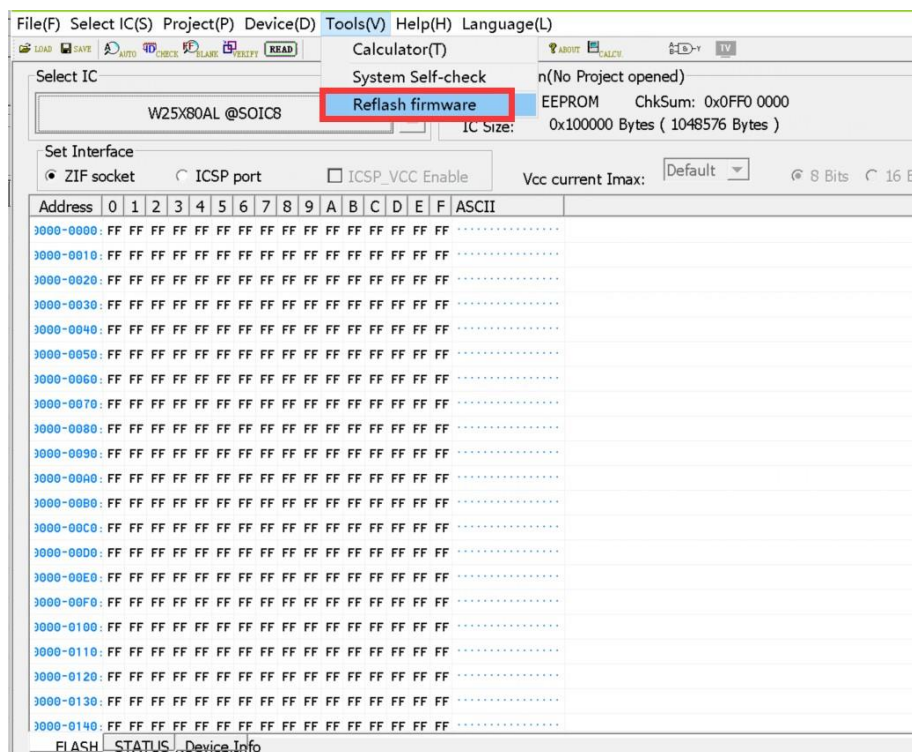 File(F) Select IC(S) Project(P) Device(D) Tools(V) Help(H) Language(L)
LOAD SAVE AUTO CHECK BLANK VERIFY READ ABOUT CALCU. TV
Calculator(T)
System Self-check
Reflash firmware
Select IC
n(No Project opened)
W25X80AL @SOIC8
EEPROM ChkSum: 0x0FF0 0000
IC Size: 0x100000 Bytes ( 1048576 Bytes )
Set Interface
ZIF socket ICSP port ICSP_VCC Enable Vcc current Imax: Default 8 Bits 16 B
Address 0 1 2 3 4 5 6 7 8 9 A B C D E F ASCII
0000-0000: FF FF FF FF FF FF FF FF FF FF FF FF FF FF FF FF ................
0000-0010: FF FF FF FF FF FF FF FF FF FF FF FF FF FF FF FF ................
0000-0020: FF FF FF FF FF FF FF FF FF FF FF FF FF FF FF FF ................
0000-0030: FF FF FF FF FF FF FF FF FF FF FF FF FF FF FF FF ................
0000-0040: FF FF FF FF FF FF FF FF FF FF FF FF FF FF FF FF ................
0000-0050: FF FF FF FF FF FF FF FF FF FF FF FF FF FF FF FF ................
0000-0060: FF FF FF FF FF FF FF FF FF FF FF FF FF FF FF FF ................
0000-0070: FF FF FF FF FF FF FF FF FF FF FF FF FF FF FF FF ................
0000-0080: FF FF FF FF FF FF FF FF FF FF FF FF FF FF FF FF ................
0000-0090: FF FF FF FF FF FF FF FF FF FF FF FF FF FF FF FF ................
0000-00A0: FF FF FF FF FF FF FF FF FF FF FF FF FF FF FF FF ................
0000-00B0: FF FF FF FF FF FF FF FF FF FF FF FF FF FF FF FF ................
0000-00C0: FF FF FF FF FF FF FF FF FF FF FF FF FF FF FF FF ................
0000-00D0: FF FF FF FF FF FF FF FF FF FF FF FF FF FF FF FF ................
0000-00E0: FF FF FF FF FF FF FF FF FF FF FF FF FF FF FF FF ................
0000-00F0: FF FF FF FF FF FF FF FF FF FF FF FF FF FF FF FF ................
0000-0100: FF FF FF FF FF FF FF FF FF FF FF FF FF FF FF FF ................
0000-0110: FF FF FF FF FF FF FF FF FF FF FF FF FF FF FF FF ................
0000-0120: FF FF FF FF FF FF FF FF FF FF FF FF FF FF FF FF ................
0000-0130: FF FF FF FF FF FF FF FF FF FF FF FF FF FF FF FF ................
0000-0140: FF FF FF FF FF FF FF FF FF FF FF FF FF FF FF FF ................
FLASH STATUS Device.Info